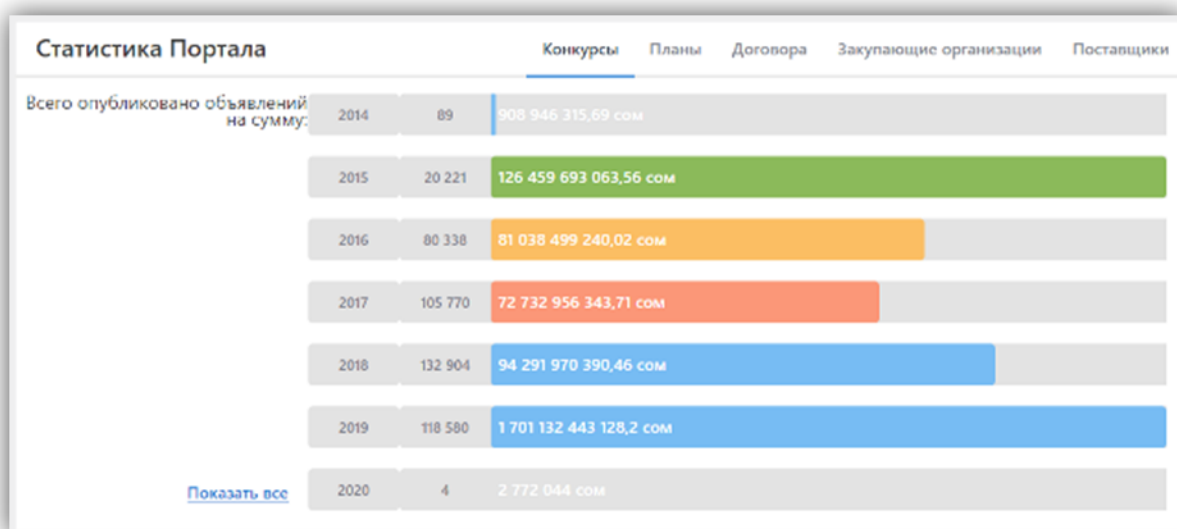 Статистика Портала
Конкурсы Планы Договора Закупающие организации Поставщики
Всего опубликовано объявлений
на сумму:
2014 89 908 946 315,69 сом
2015 20 221 126 459 693 063,56 сом
2016 80 338 81 038 499 240,02 сом
2017 105 770 72 732 956 343,71 сом
2018 132 904 94 291 970 390,46 сом
2019 118 580 1 701 132 443 128,2 сом
Показать все 2020 4 2 772 044 сом